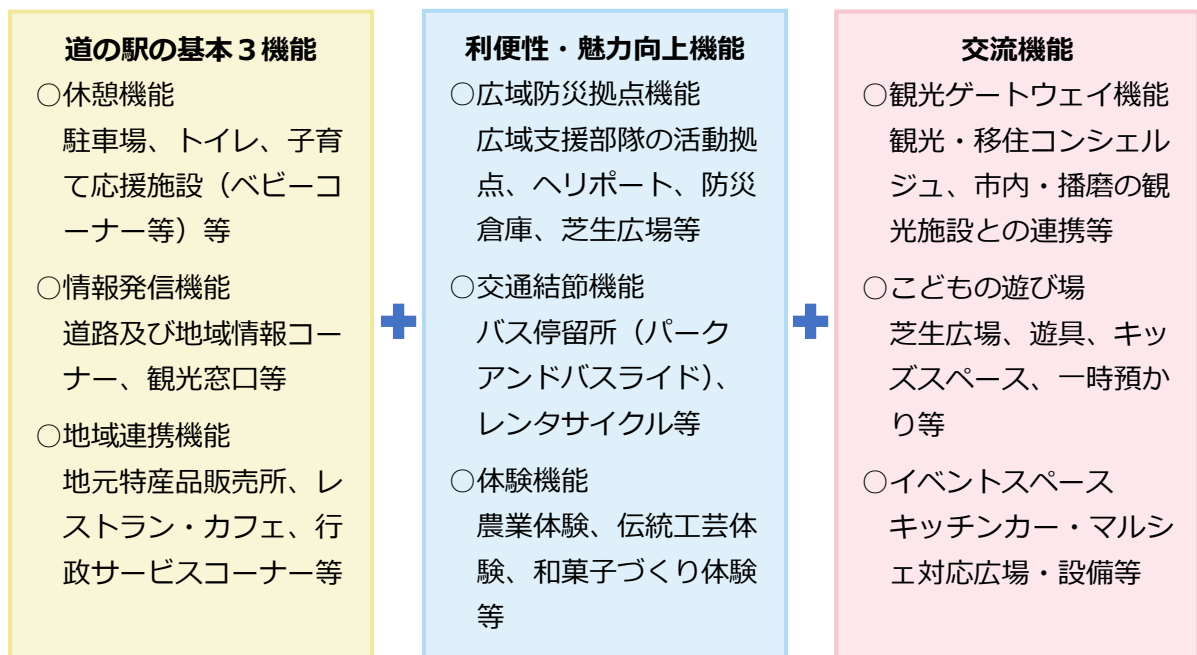 道の駅の基本３機能
○休憩機能
駐車場、トイレ、子育
て応援施設（ベビーコ
ーナー等）等
○情報発信機能
道路及び地域情報コー
ナー、観光窓口等
○地域連携機能
地元特産品販売所、レ
ストラン・カフェ、行
政サービスコーナー等
利便性・魅力向上機能
○広域防災拠点機能
広域支援部隊の活動拠
点、ヘリポート、防災
倉庫、芝生広場等
○交通結節機能
バス停留所（パーク
アンドバスライド）、
レンタサイクル等
○体験機能
農業体験、伝統工芸体
験、和菓子づくり体験
等
交流機能
○観光ゲートウェイ機能
観光・移住コンシェル
ジュ、市内・播磨の観
光施設との連携等
○こどもの遊び場
芝生広場、遊具、キッ
ズスペース、一時預か
り等
○イベントスペース
キッチンカー・マルシ
ェ対応広場・設備等